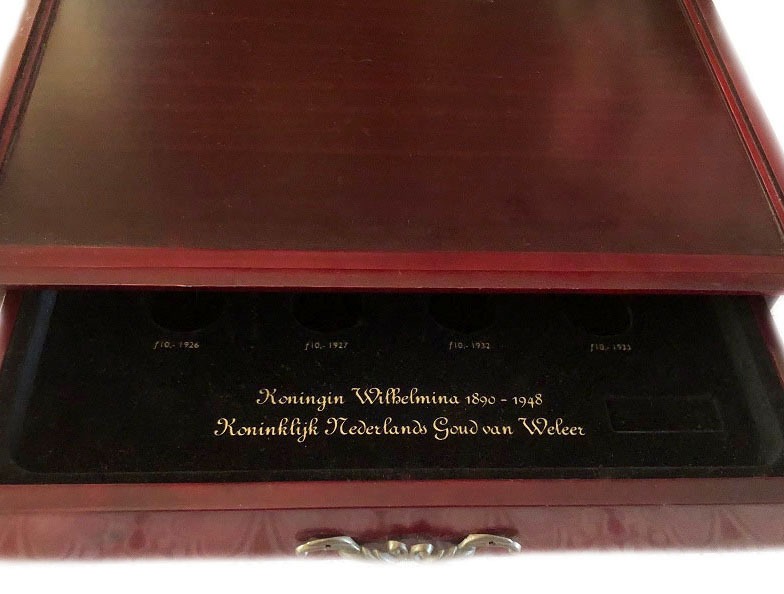 ƒ10,- 1926 ƒ10,- 1927 ƒ10,- 1932 ƒ10,- 1933
Koningin Wilhelmina 1890 - 1948
Koninklijk Nederlands Goud van Weleer